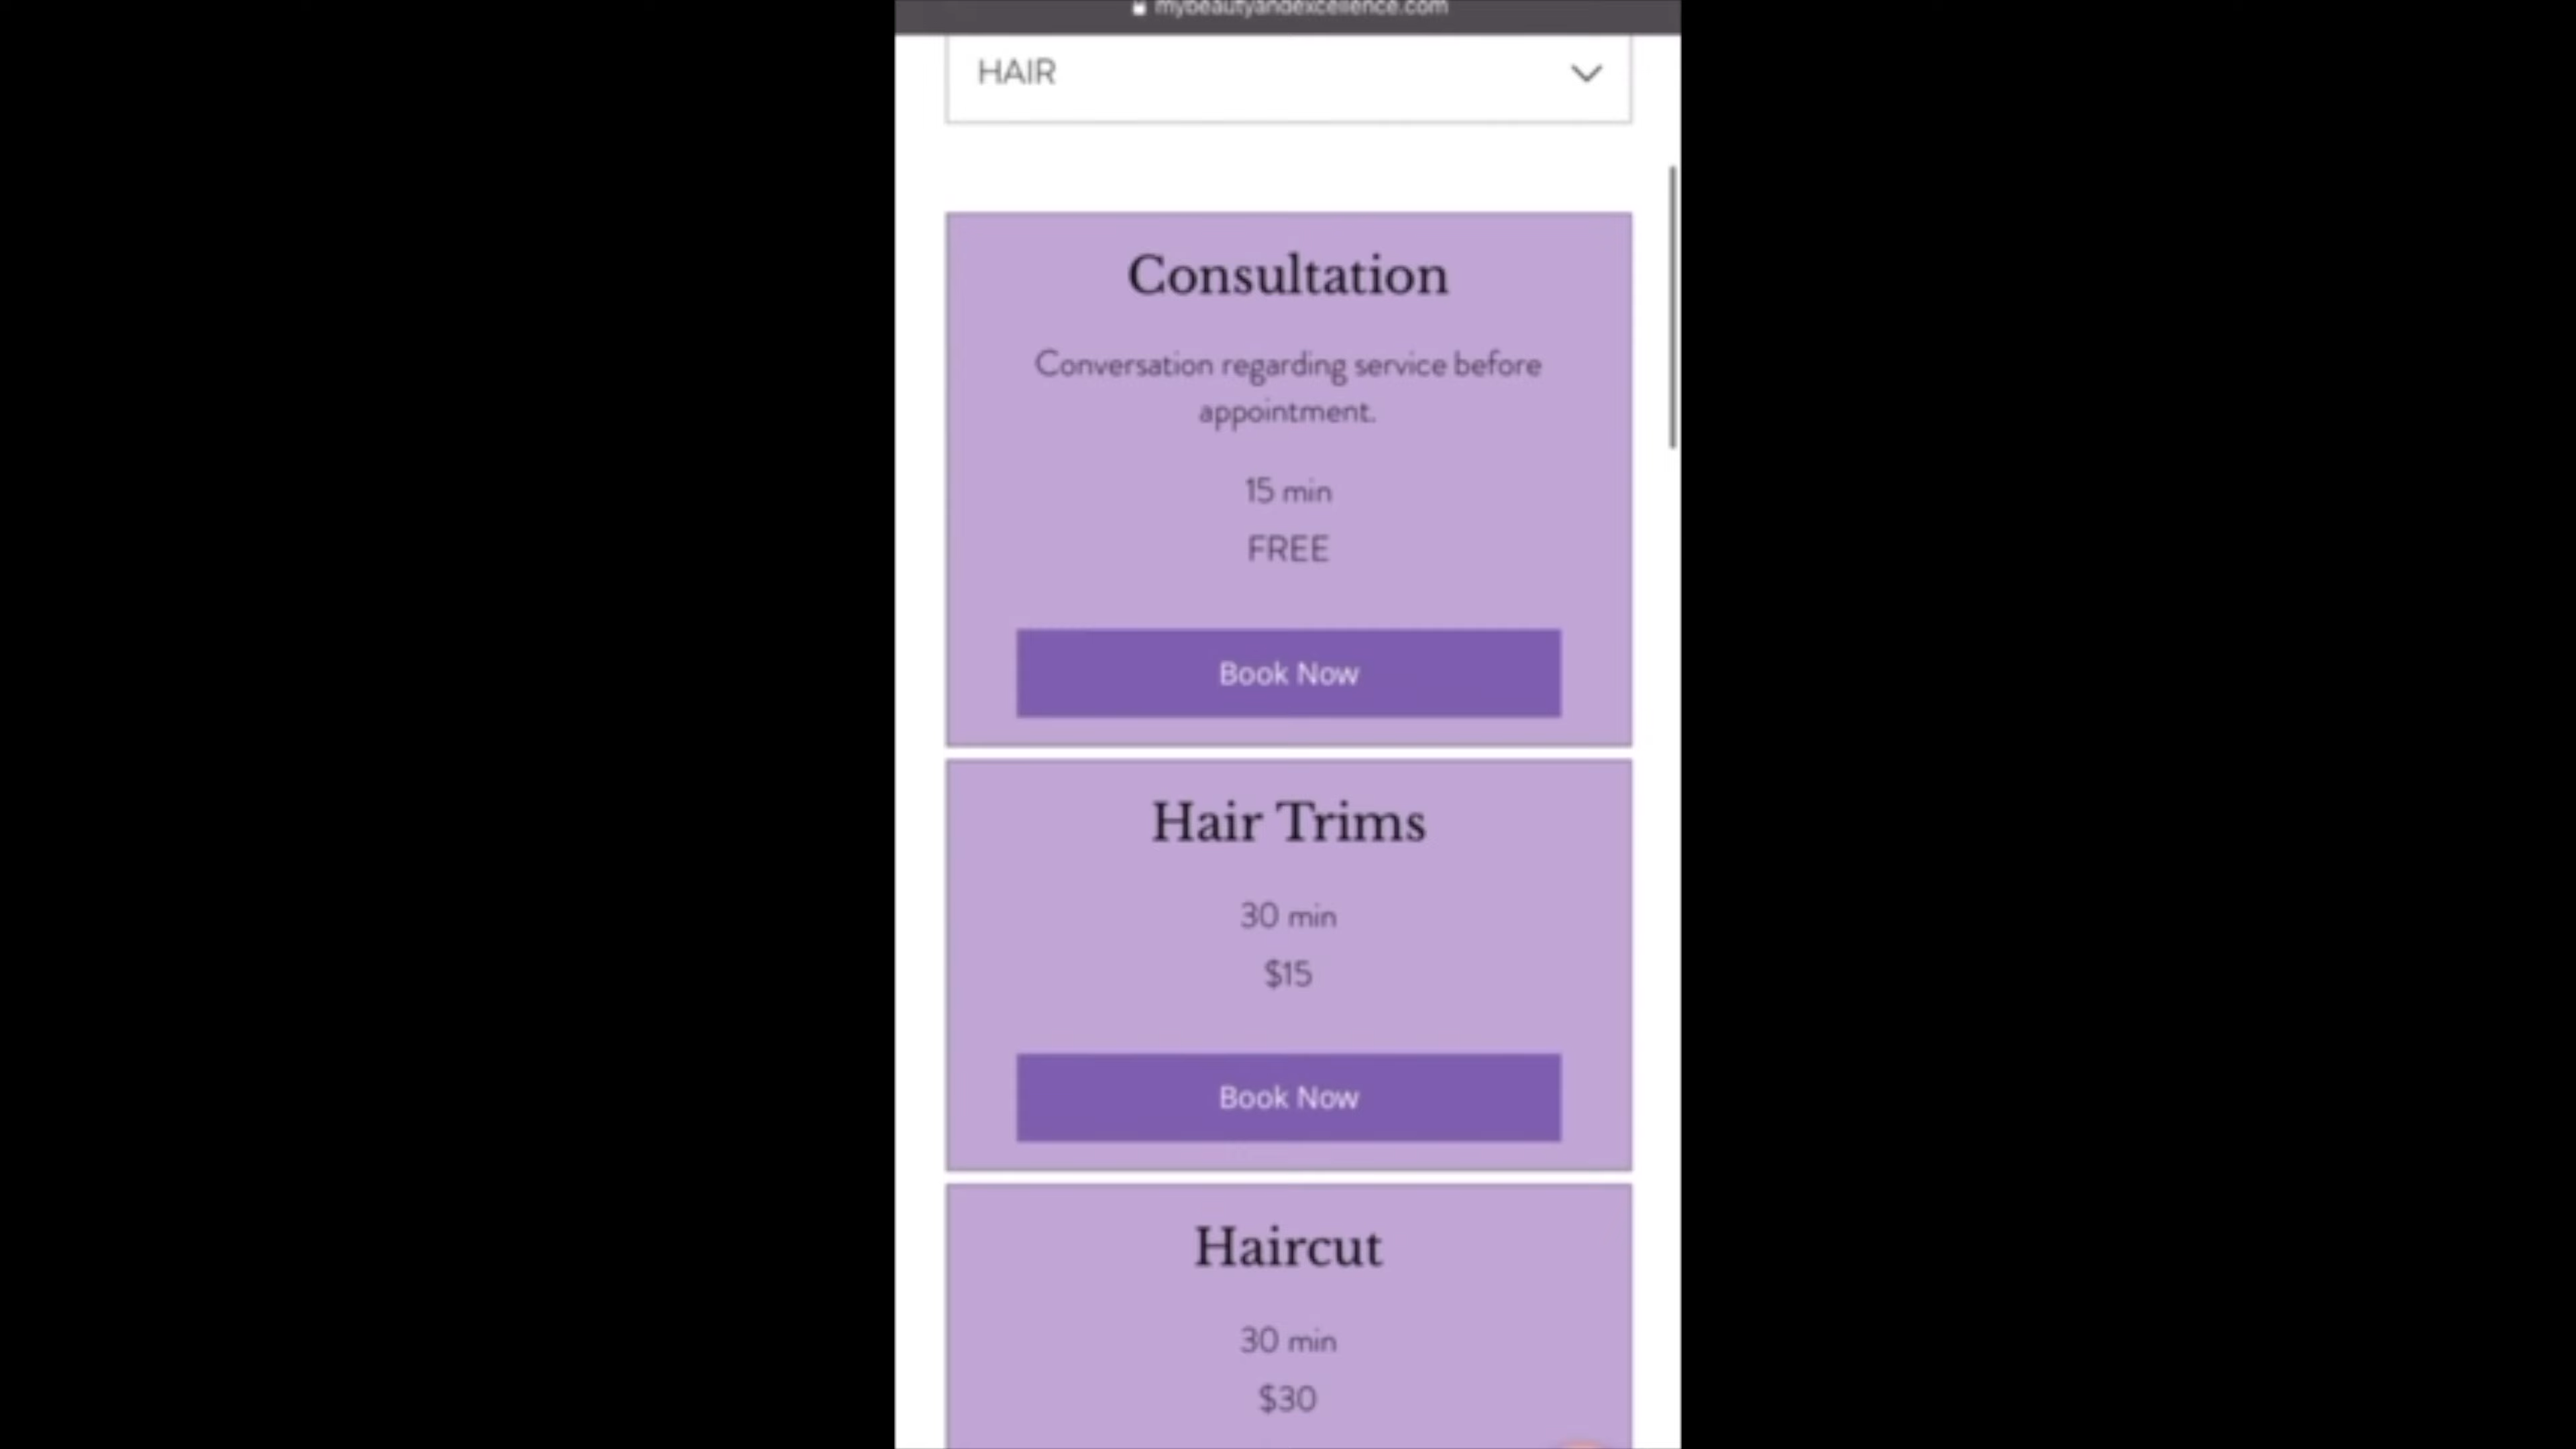 mybeautyandexcellence.com
HAIR
Consultation
Conversation regarding service before
appointment.
15 min
FREE
Book Now
Hair Trims
30 min
$15
Book Now
Haircut
30 min
$30